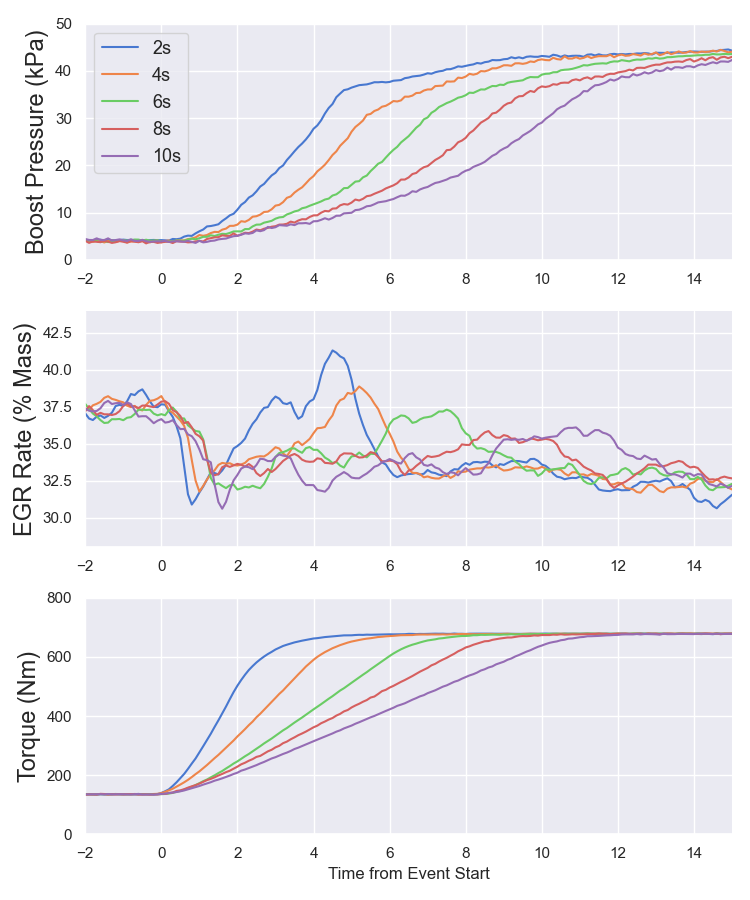 Boost Pressure (kPa)
50
40
30
20
10
0
2s
4s
6s
8s
10s
−2 0 2 4 6 8 10 12 14
EGR Rate (% Mass)
42.5
40.0
37.5
35.0
32.5
30.0
−2 0 2 4 6 8 10 12 14
Torque (Nm)
800
600
400
200
0
−2 0 2 4 6 8 10 12 14
Time from Event Start